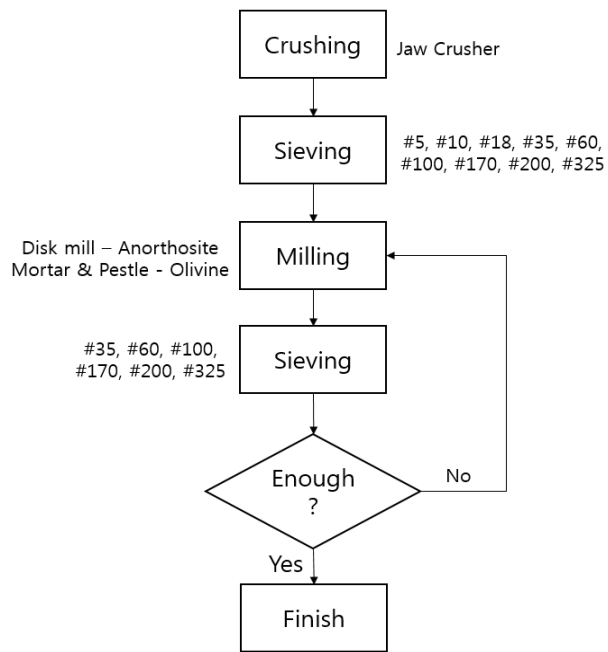 Crushing
Jaw Crusher
Sieving
#5, #10, #18, #35, #60,
#100, #170, #200, #325
Disk mill – Anorthosite
Mortar & Pestle - Olivine
Milling
#35, #60, #100,
#170, #200, #325
Sieving
Enough
?
No
Yes
Finish